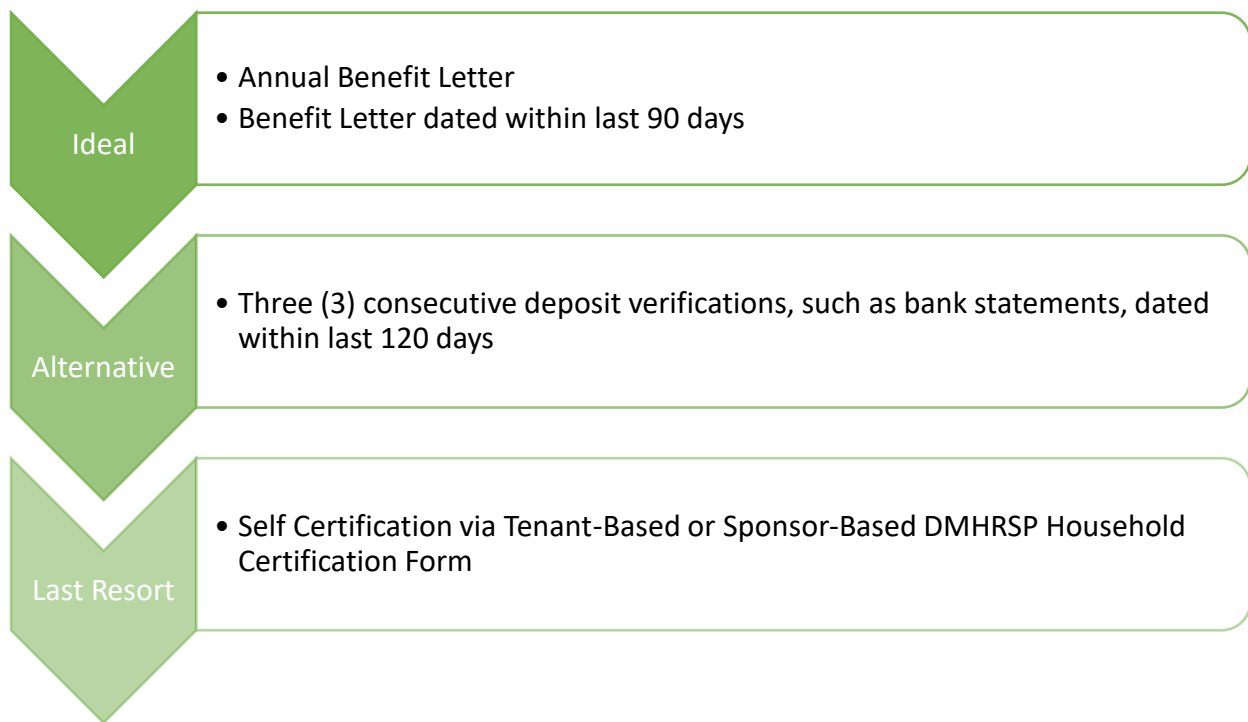 Ideal
• Annual Benefit Letter
• Benefit Letter dated within last 90 days
Alternative
• Three (3) consecutive deposit verifications, such as bank statements, dated
within last 120 days
Last Resort
• Self Certification via Tenant-Based or Sponsor-Based DMHRSP Household
Certification Form